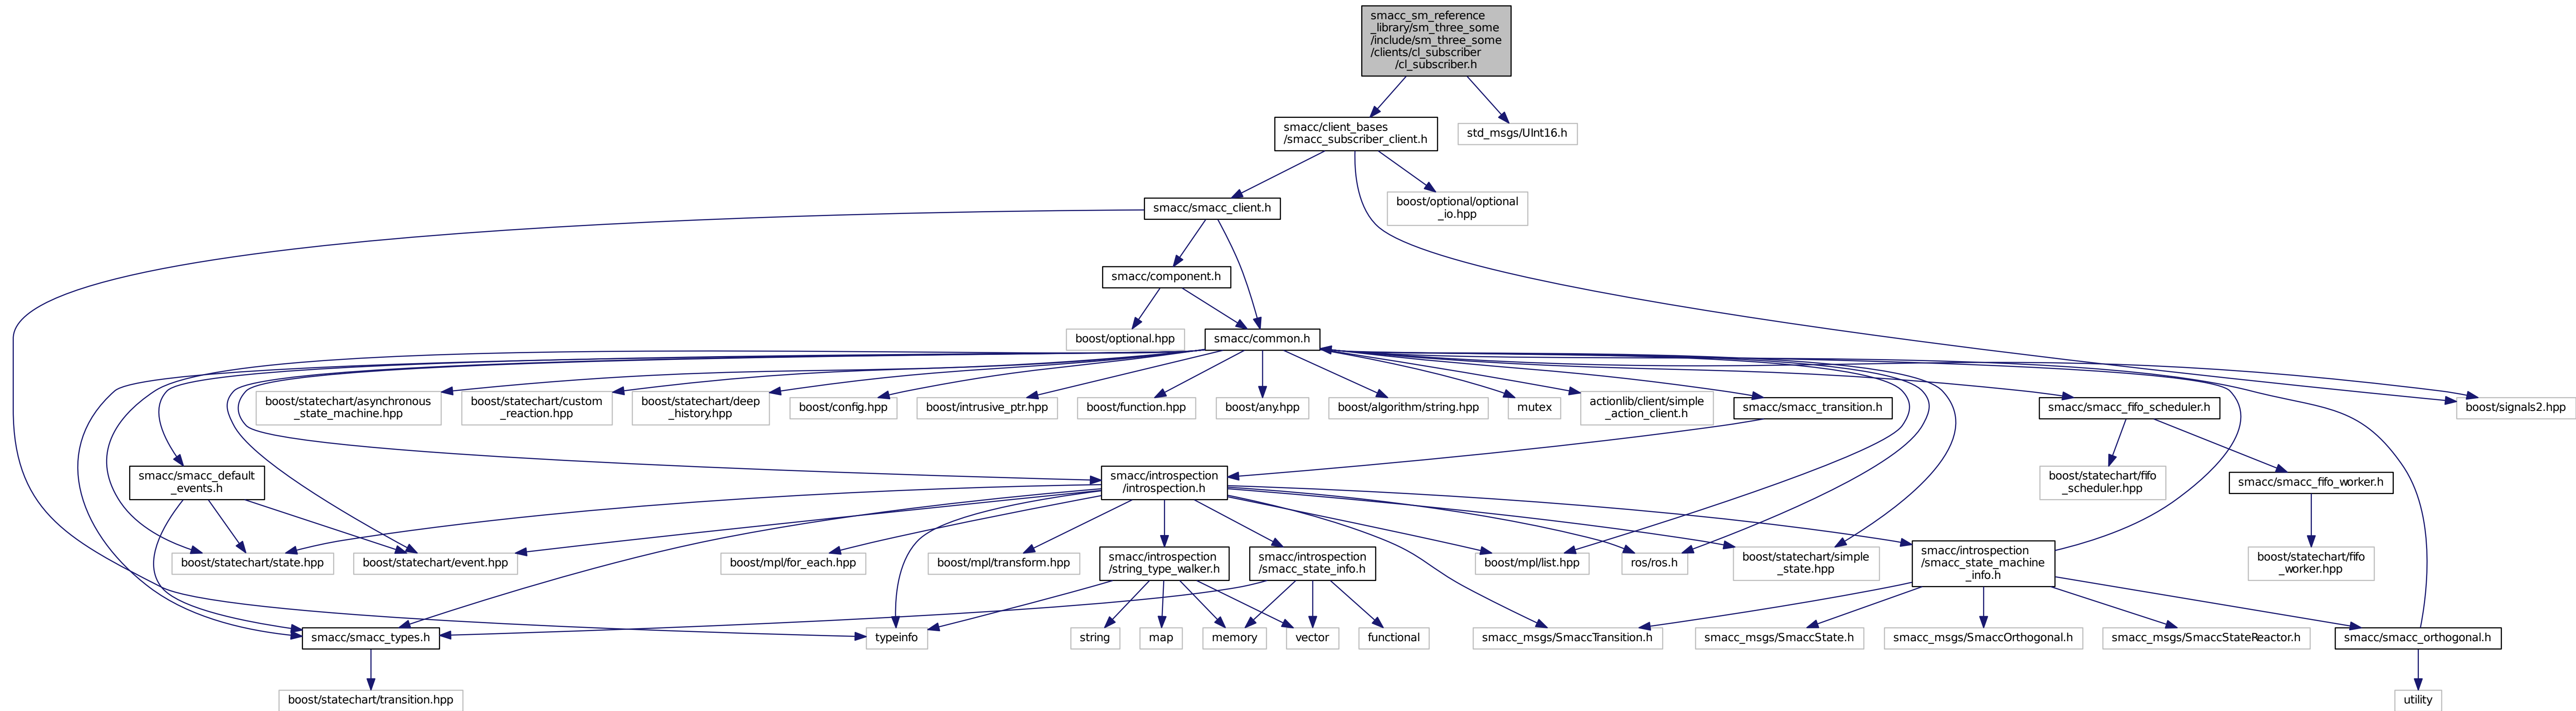 smacc_sm_reference
_library/sm_three_some
/include/sm_three_some
/clients/cl_subscriber
/cl_subscriber.h
smacc/client_bases
/smacc_subscriber_client.h
std_msgs/UInt16.h
smacc/smacc_client.h
boost/optional/optional
_io.hpp
smacc/component.h
boost/optional.hpp
smacc/common.h
boost/statechart/asynchronous
_state_machine.hpp
boost/statechart/custom
_reaction.hpp
boost/statechart/deep
_history.hpp
boost/config.hpp
boost/intrusive_ptr.hpp
boost/function.hpp
boost/any.hpp
boost/algorithm/string.hpp
mutex
actionlib/client/simple
_action_client.h
smacc/smacc_transition.h
smacc/smacc_fifo_scheduler.h
boost/signals2.hpp
smacc/smacc_default
_events.h
smacc/introspection
/introspection.h
boost/statechart/fifo
_scheduler.hpp
smacc/smacc_fifo_worker.h
boost/statechart/state.hpp
boost/statechart/event.hpp
boost/mpl/for_each.hpp
boost/mpl/transform.hpp
smacc/introspection
/string_type_walker.h
smacc/introspection
/smacc_state_info.h
boost/mpl/list.hpp
ros/ros.h
boost/statechart/simple
_state.hpp
smacc/introspection
/smacc_state_machine
_info.h
boost/statechart/fifo
_worker.hpp
smacc/smacc_types.h
typeinfo
string
map
memory
vector
functional
smacc_msgs/SmaccTransition.h
smacc_msgs/SmaccState.h
smacc_msgs/SmaccOrthogonal.h
smacc_msgs/SmaccStateReactor.h
smacc/smacc_orthogonal.h
boost/statechart/transition.hpp
utility